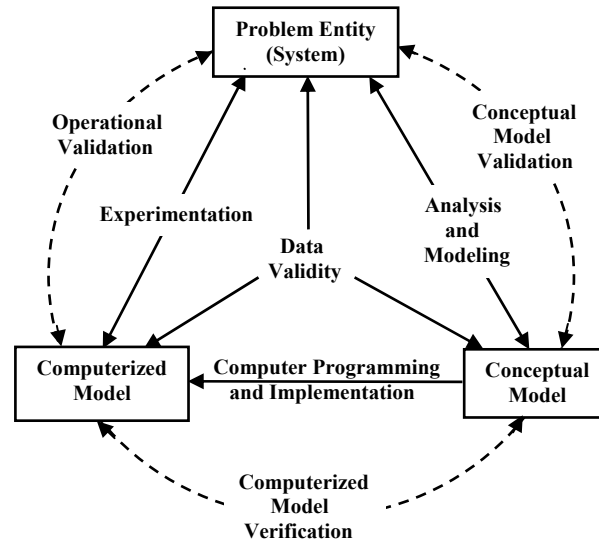 Problem Entity
(System)
Operational
Validation
Conceptual
Model
Validation
Experimentation
Analysis
and
Modeling
Data
Validity
Computerized
Model
Computer Programming
and Implementation
Conceptual
Model
Computerized
Model
Verification